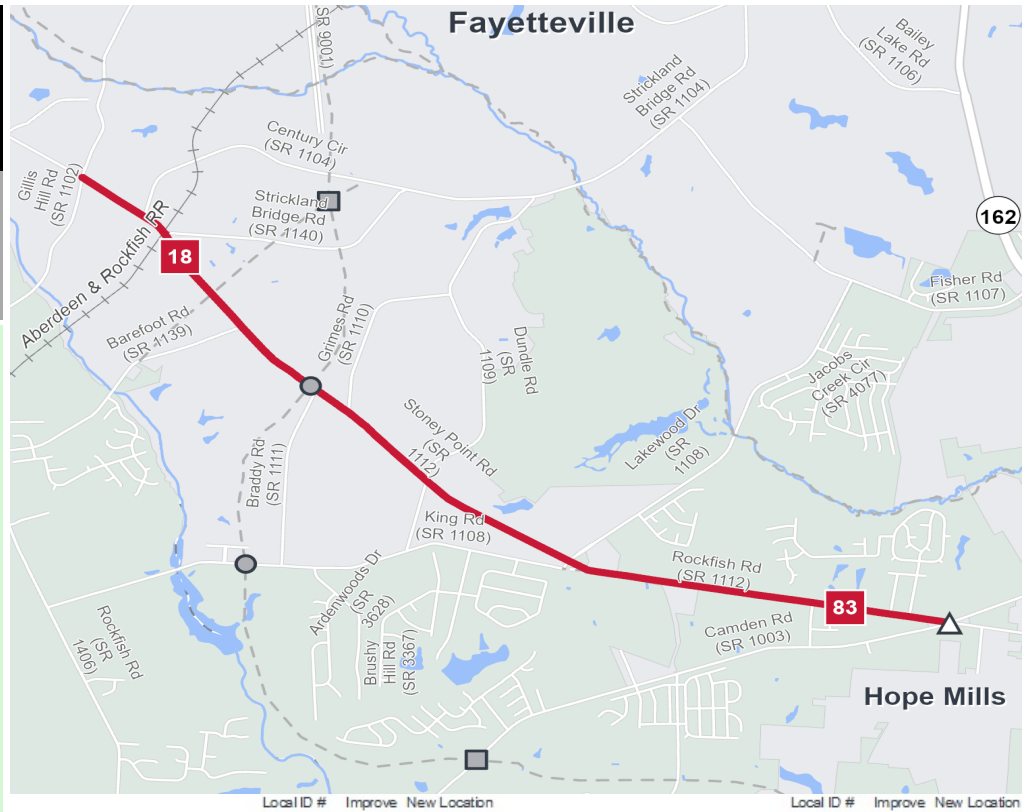 Fayetteville
SR 9001)
Bailey
Lake Rd
(SR 1106)
Strickland
Bridge Rd
(SR 1104)
Century Cir
(SR 1104)
Gillis
Hill Rd
(SR 1102)
Strickland
Bridge Rd
(SR 1140)
162
18
Aberdeen & Rockfish RR
Fisher Rd
(SR 1107)
Barefoot Rd
(SR 1139)
Grimes Rd
(SR 1110)
Dundle Rd
(SR
1109)
Jacobs
Creek Cir
(SR 4077)
Stoney Point Rd
(SR
1112)
Lakewood Dr
(SR
1108)
Braddy Rd
(SR 1111)
King Rd
(SR 1108)
Rockfish Rd
(SR 1112)
Ardenwoods Dr
(SR
3628)
83
Camden Rd
(SR 1003)
Rockfish Rd
(SR
1406)
Brushy
Hill Rd
(SR 3367)
Hope Mills
Local ID # Improve New Location
Local ID # Improve New Location